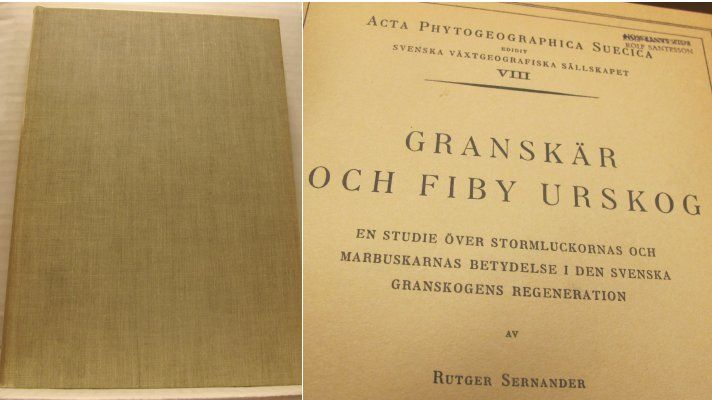 ACTA PHYTOGEOGRAPHICA SUECICA
EDIDIT
SVENSKA VÄXTGEOGRAFISKA SÄLLSKAPET
VIII
ROLF SANTESSON
GRANSKÄR
OCH FIBY URSKOG
EN STUDIE ÖVER STORMLUCKORNAS OCH
MARBUSKARNAS BETYDELSE I DEN SVENSKA
GRANSKOGENS REGENERATION
AV
RUTGER SERNANDER